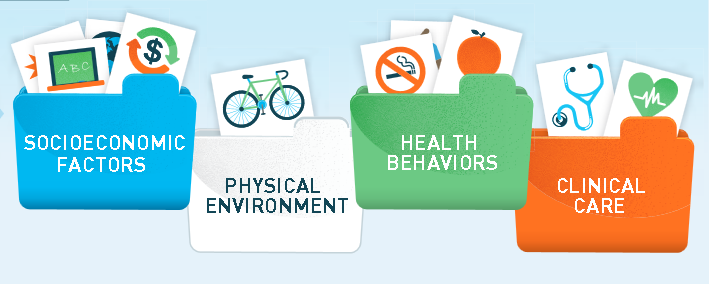 ABC
$
SOCIOECONOMIC
FACTORS
PHYSICAL
ENVIRONMENT
HEALTH
BEHAVIORS
CLINICAL
CARE